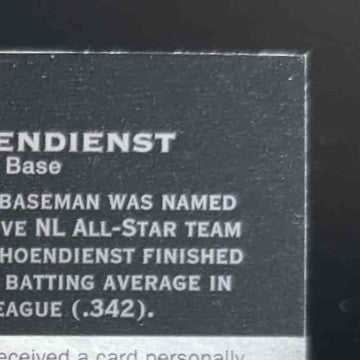 ENDIENST
Base
BASEMAN WAS NAMED
VE NL ALL-STAR TEAM
HOENDIENST FINISHED
BATTING AVERAGE IN
EAGUE (.342).
eceived a card personally